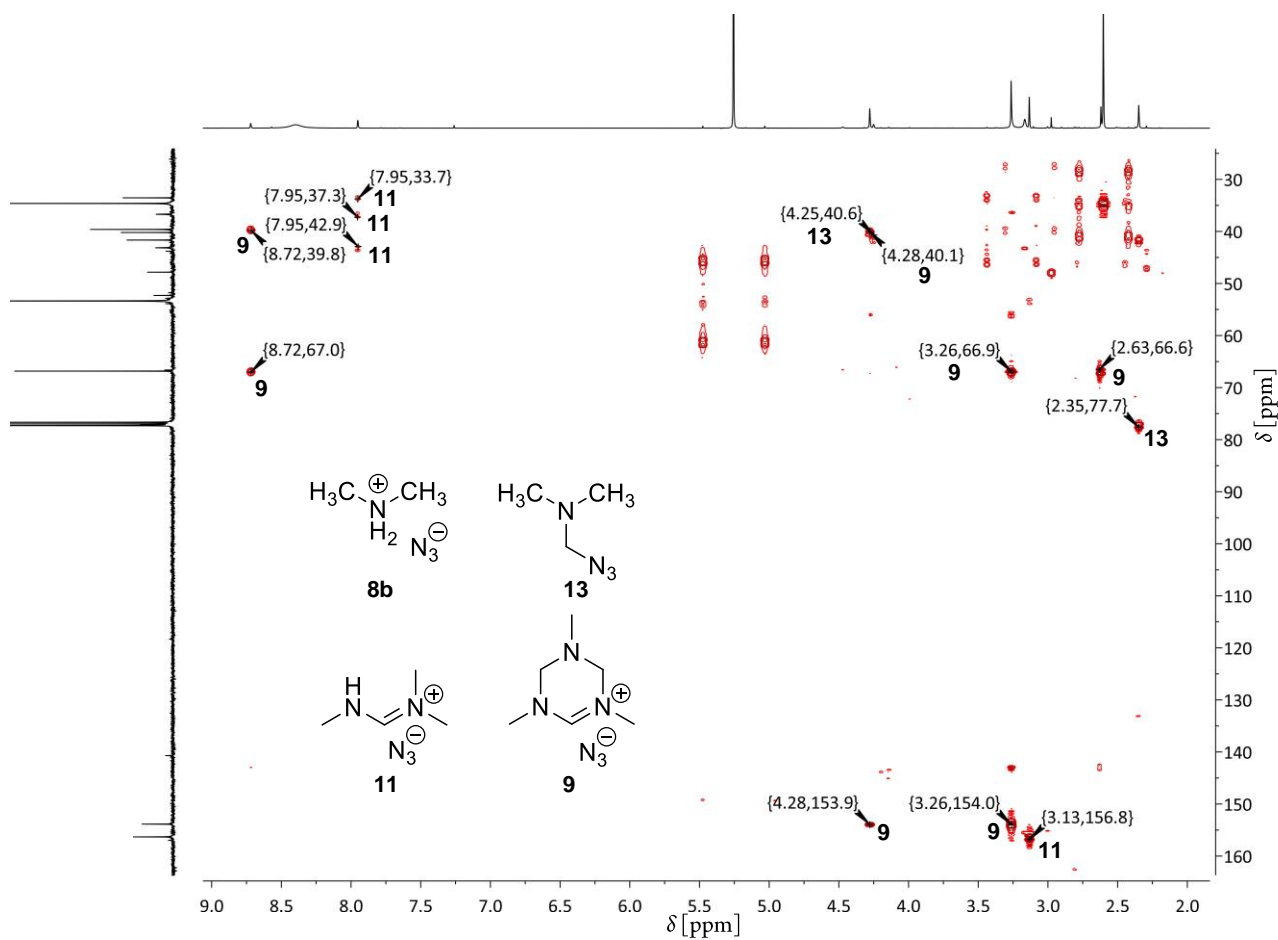 {7.95,33.7}
{7.95,37.3}
11
11
{7.95,42.9}
11
9
{8.72,39.8}
{4.25,40.6}
13
{4.28,40.1}
9
{8.72,67.0}
9
{3.26,66.9}
9
{2.63,66.6}
9
{2.35,77.7}
13
H3C CH3
N
H2
N3
8b
H3C CH3
N
N3
13
H
N
N
N3
11
N
N N
N3
9
{4.28,153.9}
9
{3.26,154.0}
9
{3.13,156.8}
11
30
40
50
60
70
80
90
100
110
120
130
140
150
160
δ[ppm]
9.0 8.5 8.0 7.5 7.0 6.5 6.0 5.5 5.0 4.5 4.0 3.5 3.0 2.5 2.0
δ[ppm]